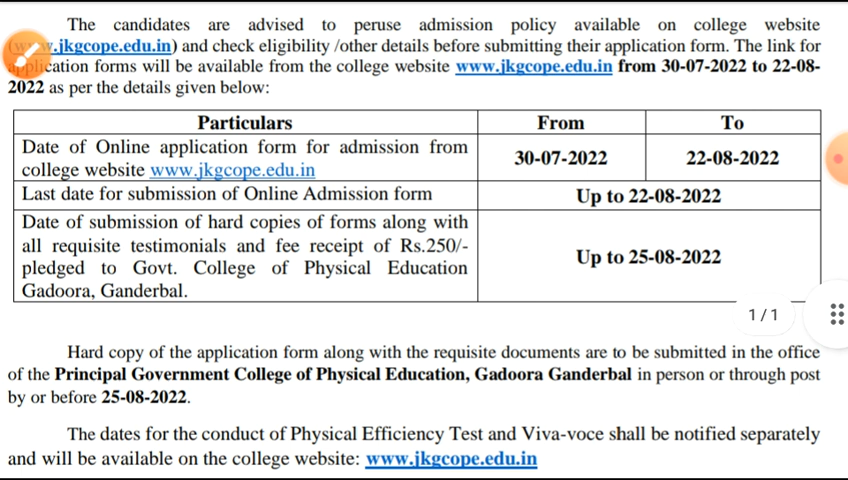 The candidates are advised to peruse admission policy available on college website
.jkgcope.edu.in) and check eligibility /other details before submitting their application form. The link for
application forms will be available from the college website www.jkgcope.edu.in from 30-07-2022 to 22-08-
2022 as per the details given below:
Particulars From To
Date of Online application form for admission from
college website www.jkgcope.edu.in 30-07-2022 22-08-2022
Last date for submission of Online Admission form Up to 22-08-2022
Date of submission of hard copies of forms along with
all requisite testimonials and fee receipt of Rs.250/-
pledged to Govt. College of Physical Education
Gadoora, Ganderbal. Up to 25-08-2022
1 / 1
Hard copy of the application form along with the requisite documents are to be submitted in the office
of the Principal Government College of Physical Education, Gadoora Ganderbal in person or through post
by or before 25-08-2022.
The dates for the conduct of Physical Efficiency Test and Viva-voce shall be notified separately
and will be available on the college website: www.jkgcope.edu.in